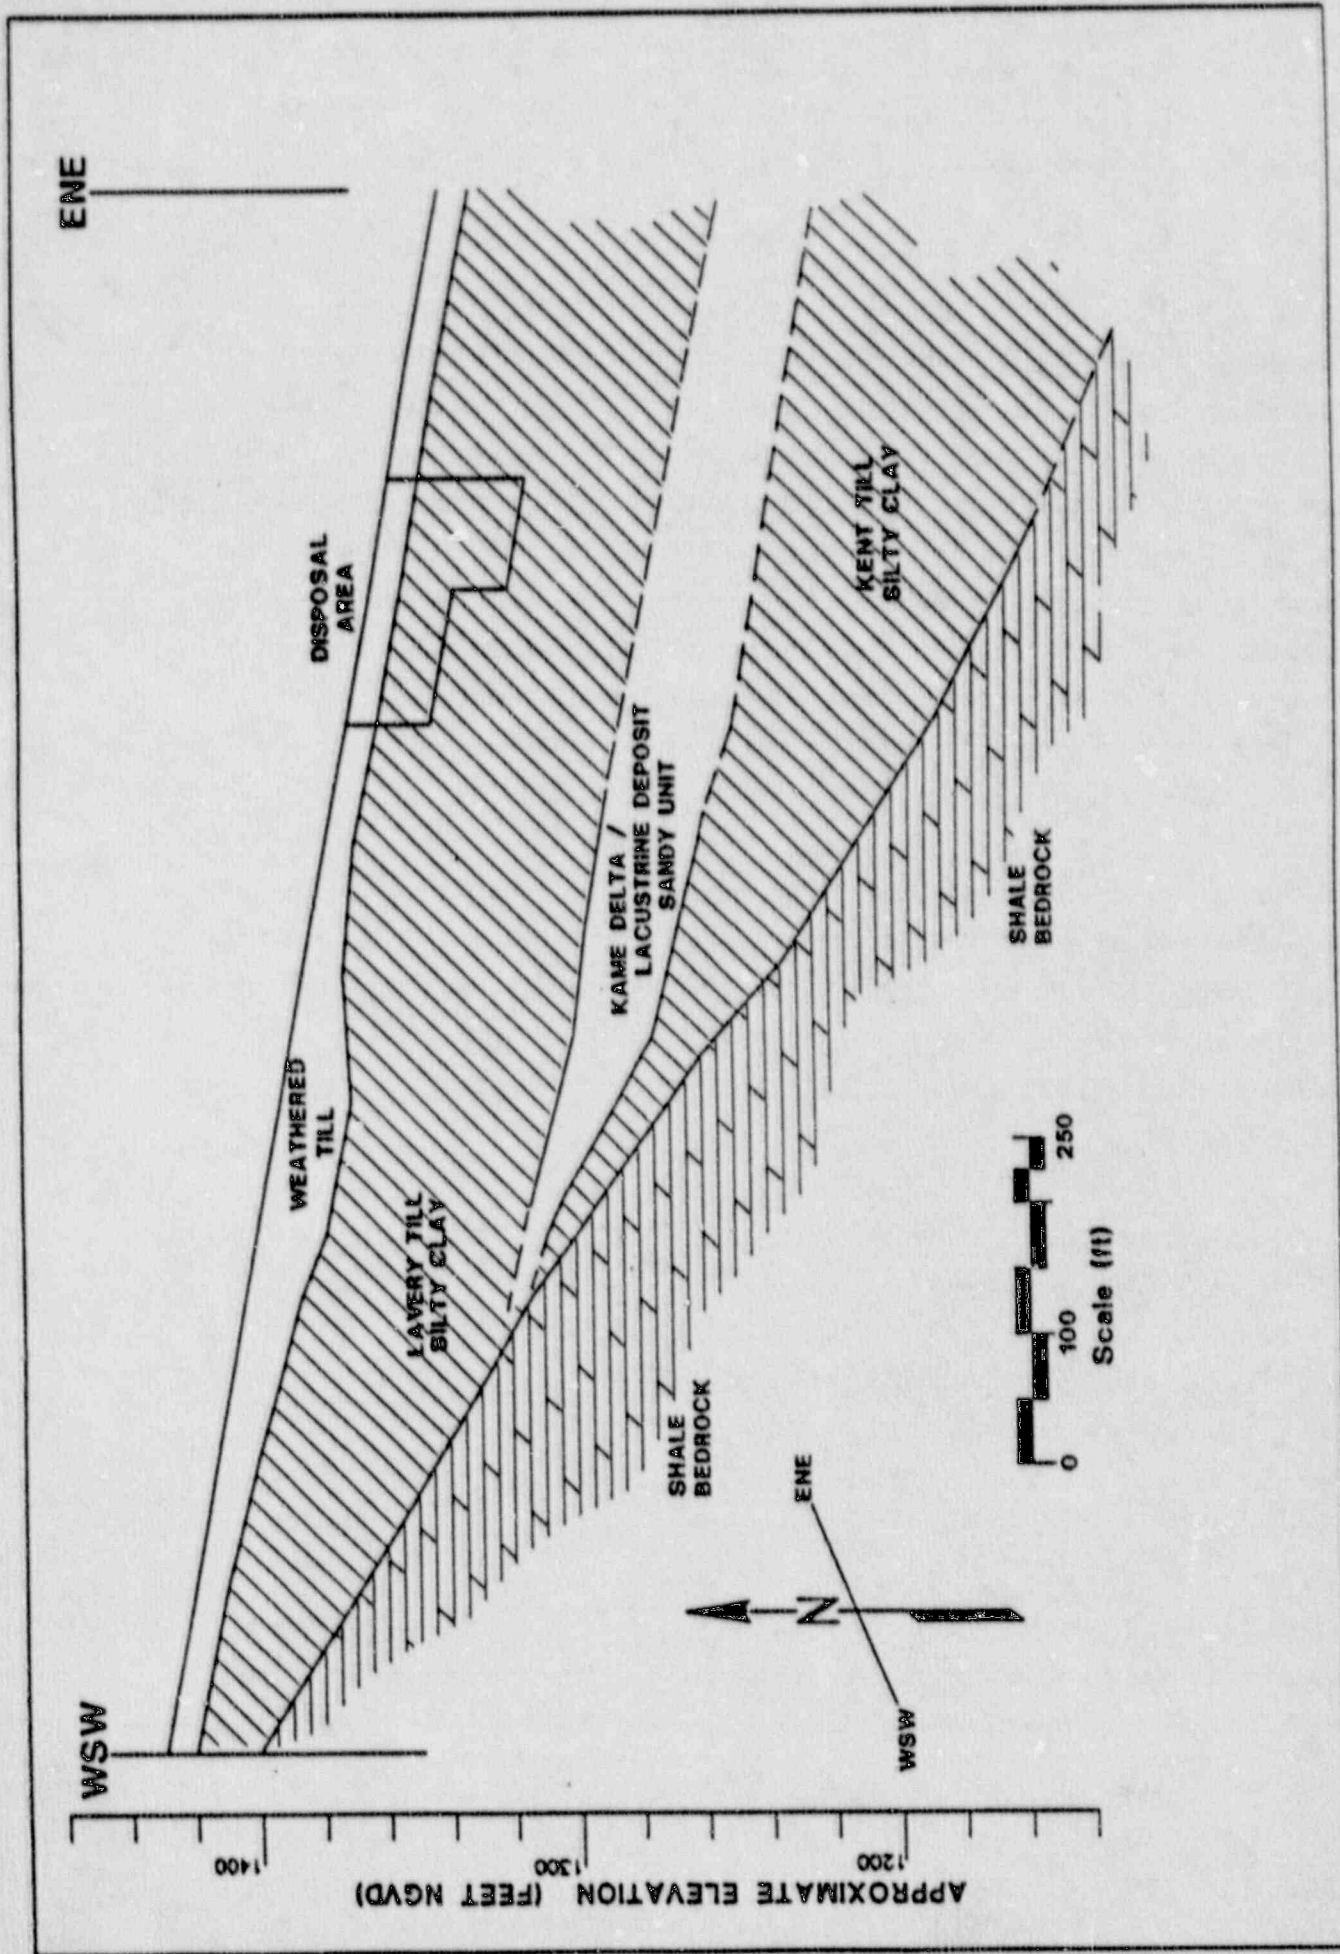 WSW
ENE
DISPOSAL
AREA
WEATHERED
TILL
LAVERY TILL
SILTY CLAY
KAME DELTA /
LACUSTRINE DEPOSIT
SANDY UNIT
KENT TILL
SILTY CLAY
SHALE
BEDROCK
SHALE
BEDROCK
APPROXIMATE ELEVATION (FEET NGVD)
1400
1300
1200
WSW
ENE
N
0
100
250
Scale (ft)